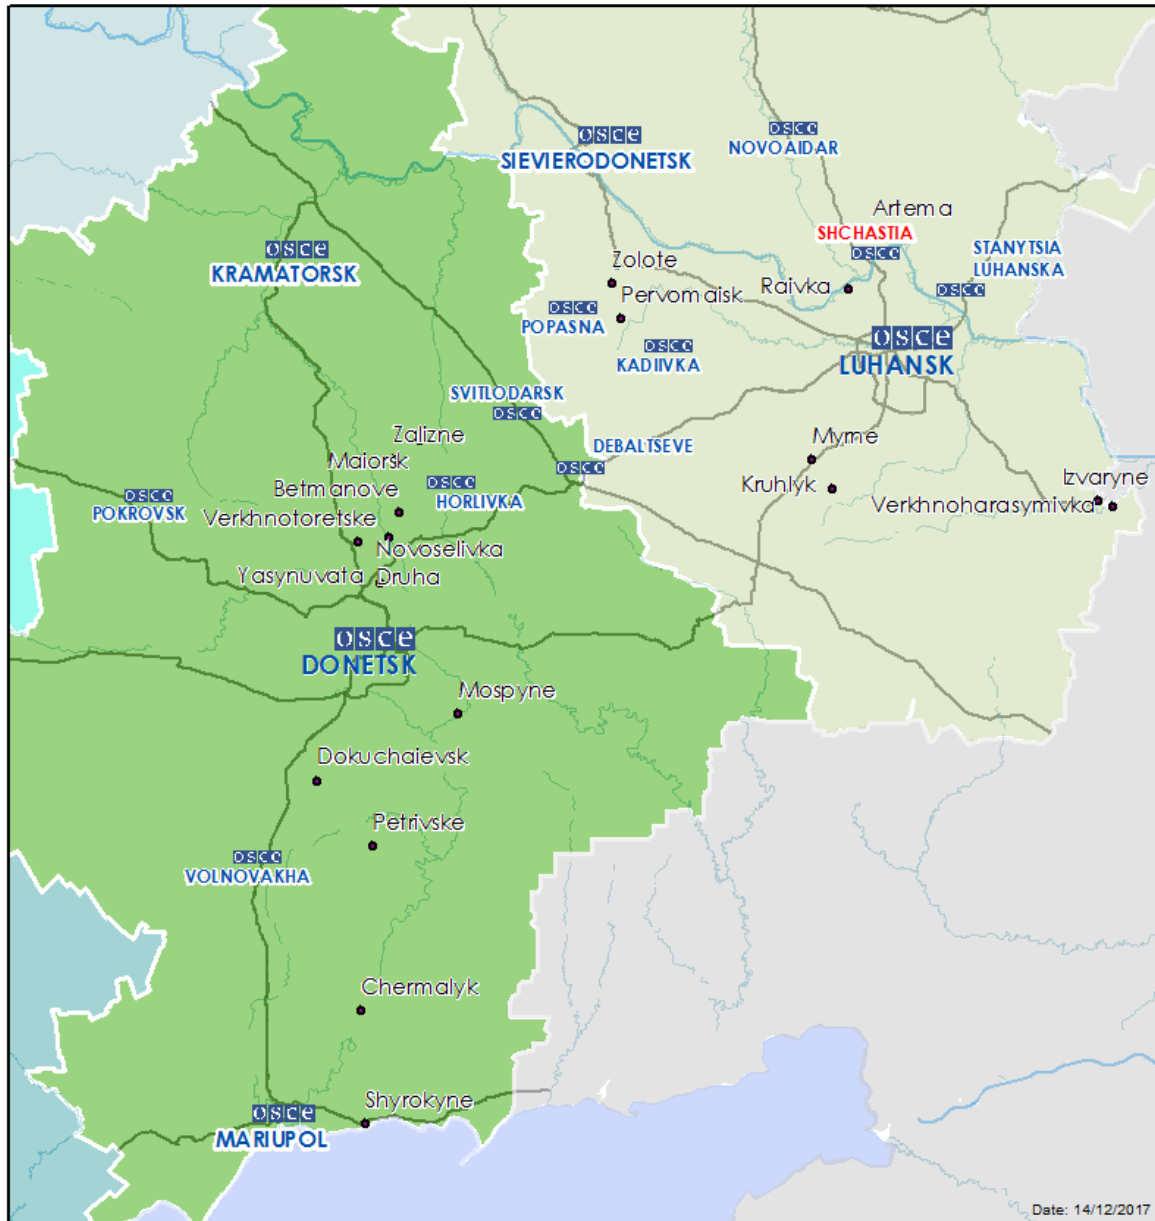 OSCE
NOVOAIDAR
OSCE
SIEVIERODONETSK
Artema
SHCHASTIA
OSCE
STANYTSIA
LUHANSKA
OSCE
OSCE
KRAMATORSK
Zolote
Raivka
Pervomaisk
OSCE
POPASNA
OSCE
LUHANSK
OSCE
KADIIVKA
SVITLODARSK
OSCE
Zalizne
DEBALTSEVE
OSCE
Myrne
Maiorsk
OSCE
HORLIVKA
Betmanove
OSCE
POKROVSK
Verkhnotoretske
Kruhlyk
Izvaryne
Verkhnoharasymivka
Novoselivka
Druha
Yasynuvata
OSCE
DONETSK
Mospyne
Dokuchaievsk
Petrivske
OSCE
VOLNOVAKHA
Chermalyk
Shyrokyne
OSCE
MARIUPOL
Date: 14/12/2017